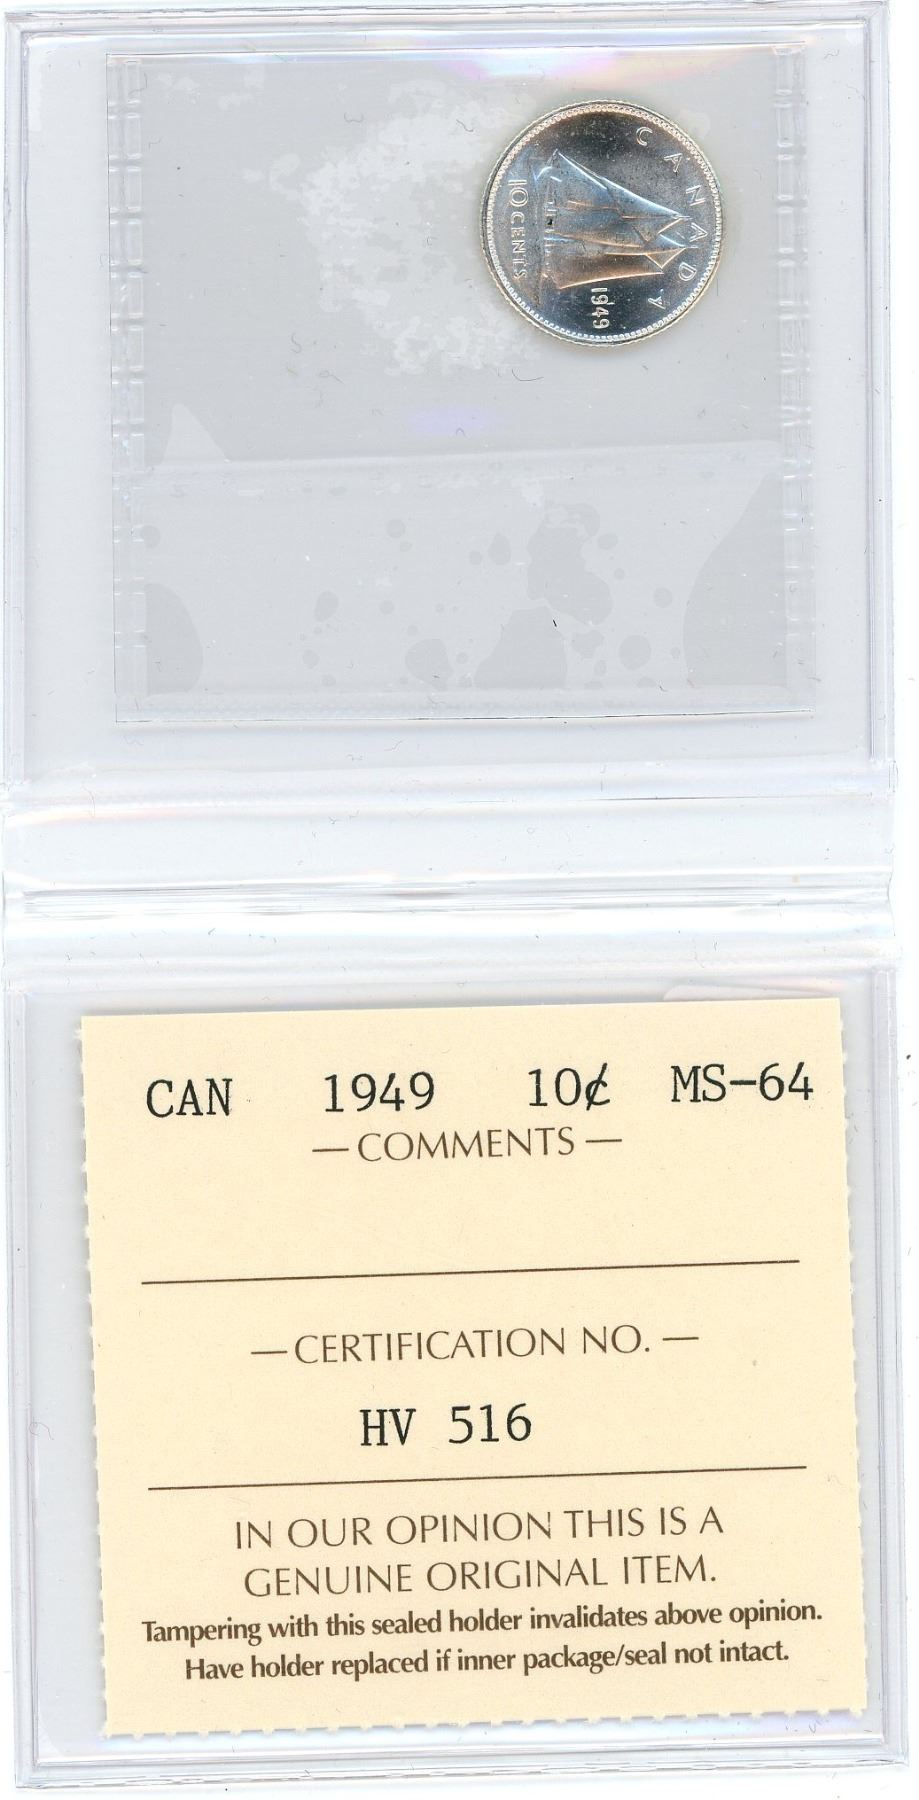 CANADA
1949
10 CENTS
CAN 1949 10¢ MS-64
— COMMENTS —
— CERTIFICATION NO. —
HV 516
IN OUR OPINION THIS IS A
GENUINE ORIGINAL ITEM.
Tampering with this sealed holder invalidates above opinion.
Have holder replaced if inner package/seal not intact.